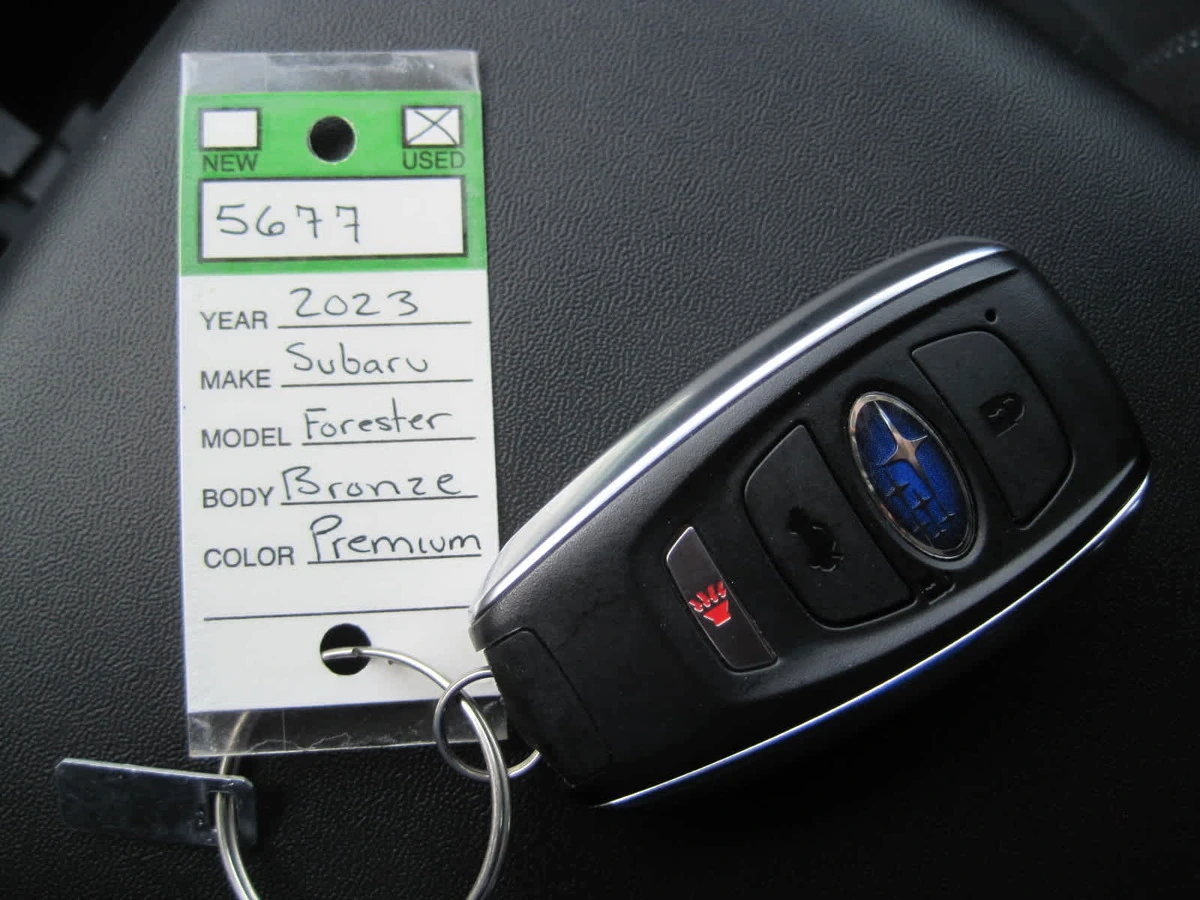 NEW USED
5677
YEAR 2023
MAKE Subaru
MODEL Forester
BODY Bronze
COLOR Premium